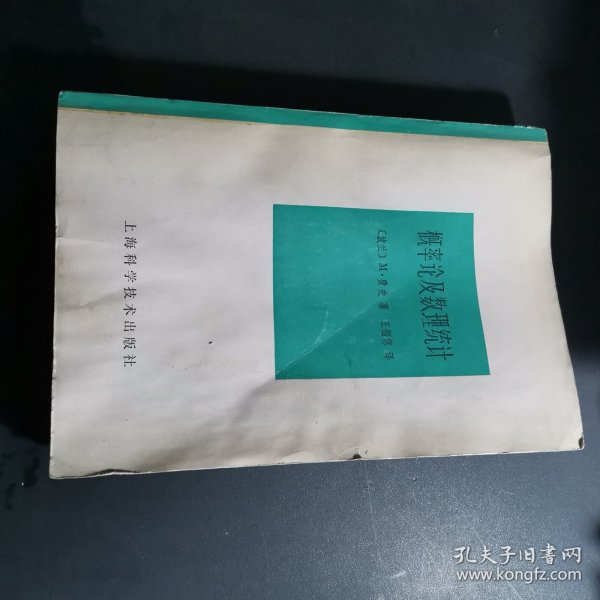 概率论及数理统计
〔波兰〕M·费史 著 王福保 译
上海科学技术出版社
孔夫子旧书网
www.kongfz.com